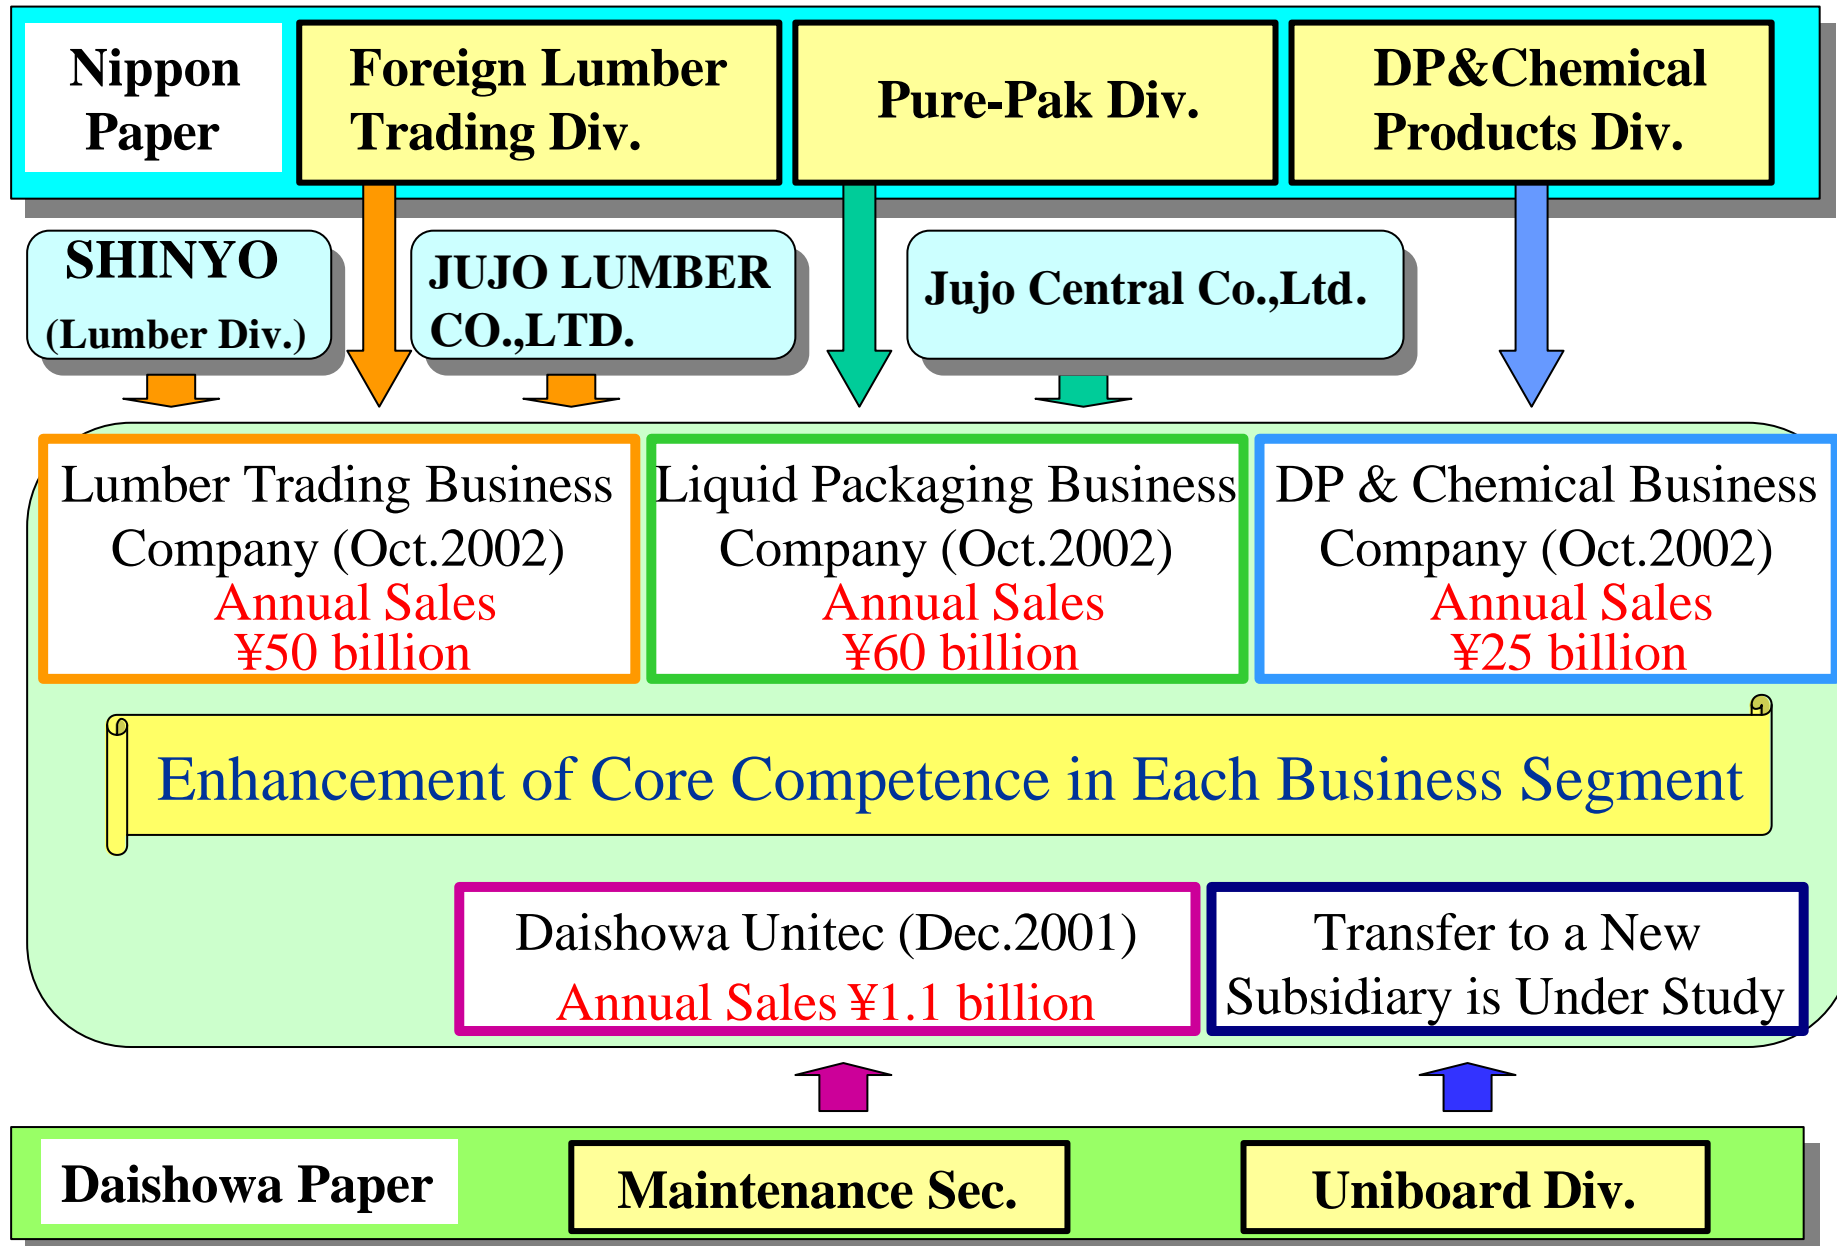 Nippon
Paper
Foreign Lumber
Trading Div.
Pure-Pak Div.
DP&Chemical
Products Div.
SHINYO
(Lumber Div.)
JUJO LUMBER
CO.,LTD.
Jujo Central Co.,Ltd.
Lumber Trading Business
Company (Oct.2002)
Annual Sales
¥50 billion
Liquid Packaging Business
Company (Oct.2002)
Annual Sales
¥60 billion
DP & Chemical Business
Company (Oct.2002)
Annual Sales
¥25 billion
Enhancement of Core Competence in Each Business Segment
Daishowa Unitec (Dec.2001)
Annual Sales ¥1.1 billion
Transfer to a New
Subsidiary is Under Study
Daishowa Paper
Maintenance Sec.
Uniboard Div.